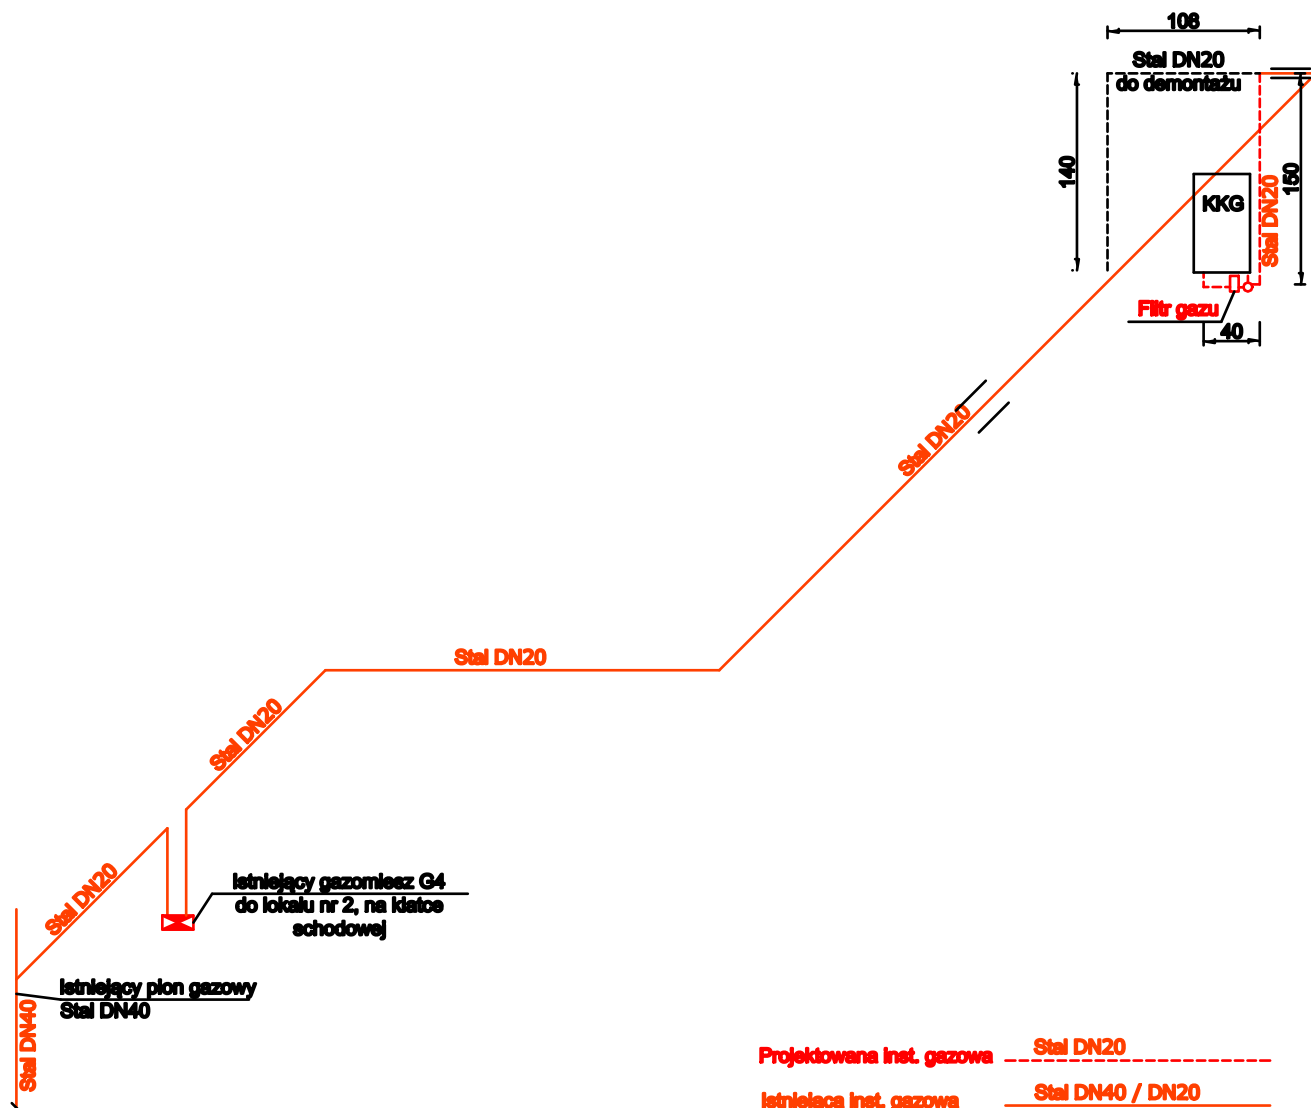 108
Stal DN20
do demontażu
140
150
KKG
Stal DN20
Filtr gazu
40
Stal DN20
Stal DN20
Stal DN20
Stal DN20
Istniejący gazomiesz G4
do lokalu nr 2, na klatce
schodowej
Istniejący pion gazowy
Stal DN40
Stal DN40
Projektowana inst. gazowa
Stal DN20
Istniejąca inst. gazowa
Stal DN40 / DN20